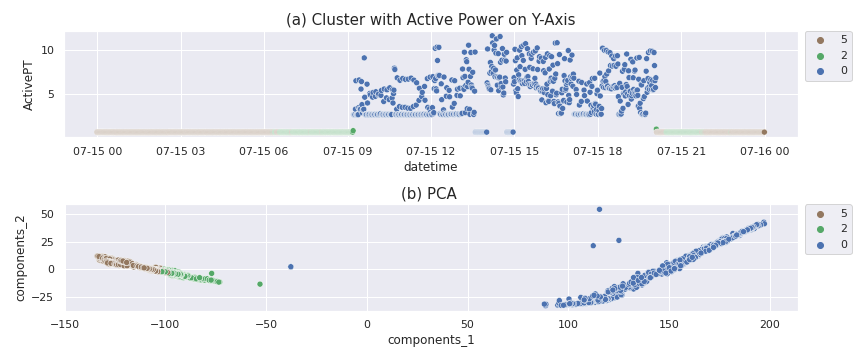 (a) Cluster with Active Power on Y-Axis
5
2
0
10
5
ActivePT
07-15 00 07-15 03 07-15 06 07-15 09 07-15 12 07-15 15 07-15 18 07-15 21 07-16 00
datetime
(b) PCA
5
2
0
50
25
0
−25
components_2
−150 −100 −50 0 50 100 150 200
components_1